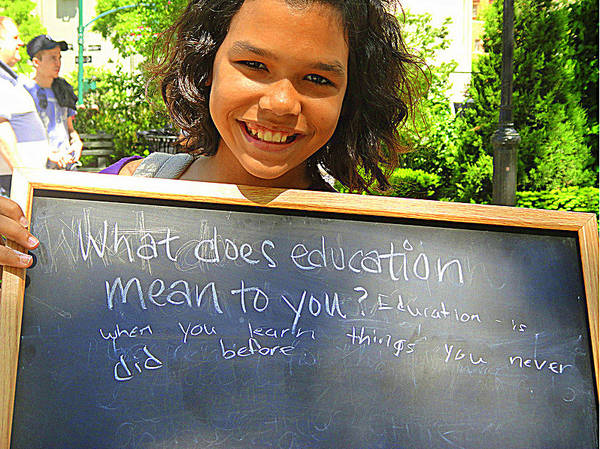 What does education
mean to you? Education - is
when you learn things you never
did before